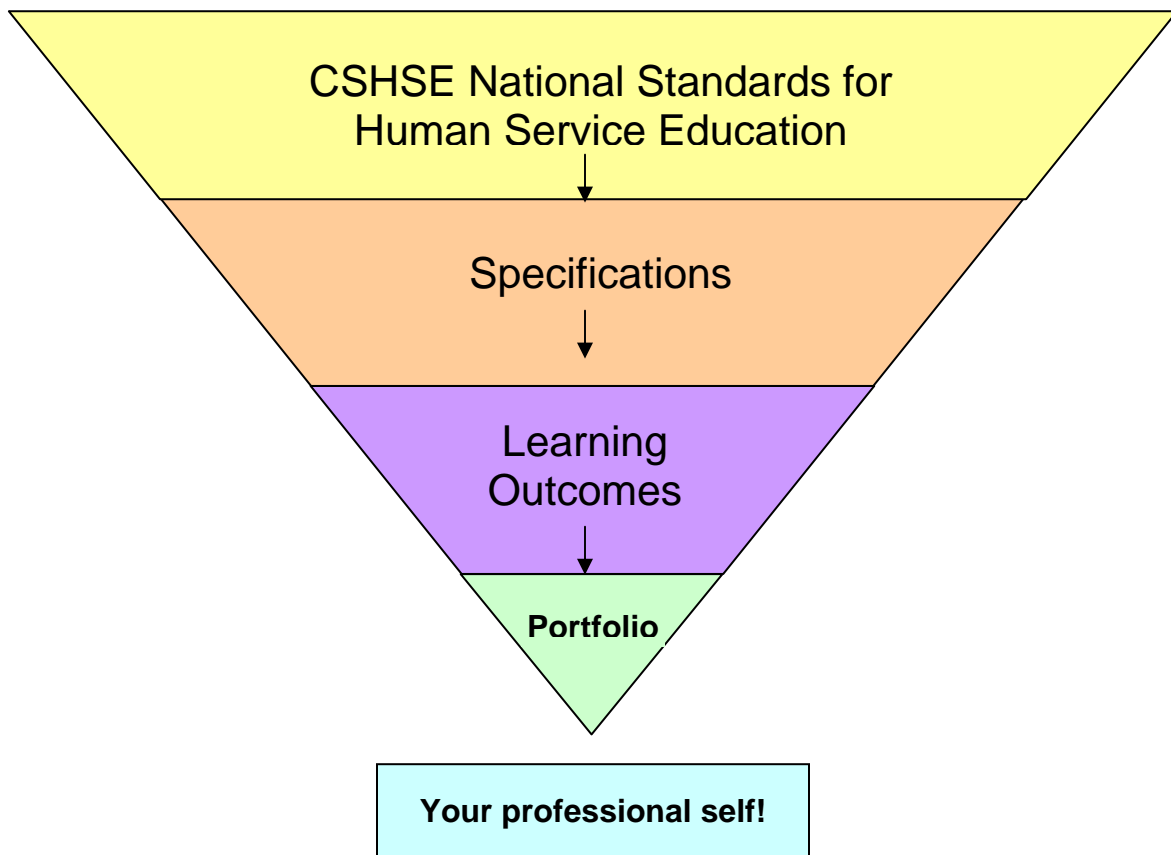 CSHSE National Standards for
Human Service Education
Specifications
Learning
Outcomes
Portfolio
Your professional self!